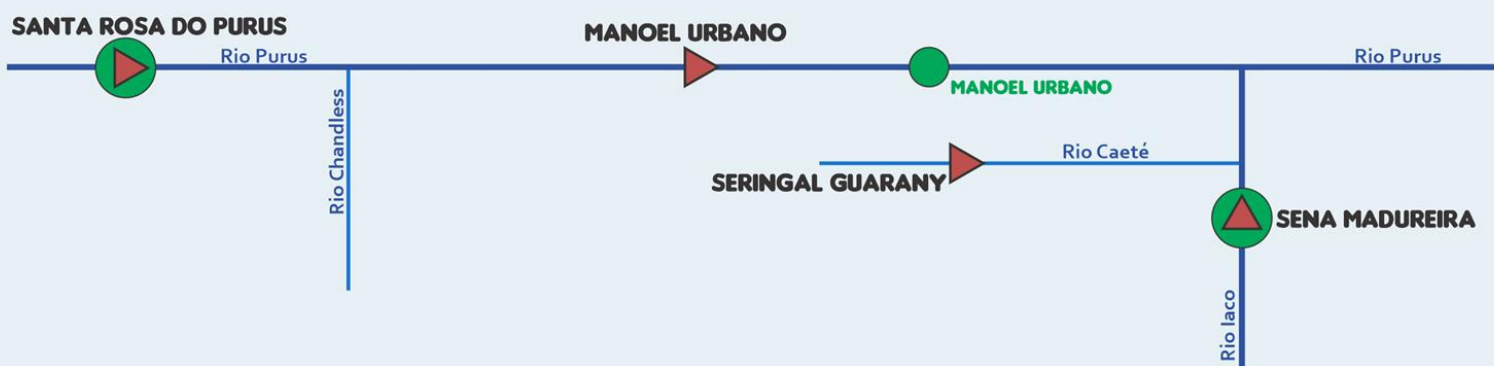 SANTA ROSA DO PURUS
Rio Purus
MANOEL URBANO
MANOEL URBANO
Rio Purus
Rio Chandless
Rio Caeté
SERINGAL GUARANY
SENA MADUREIRA
Rio Iaco